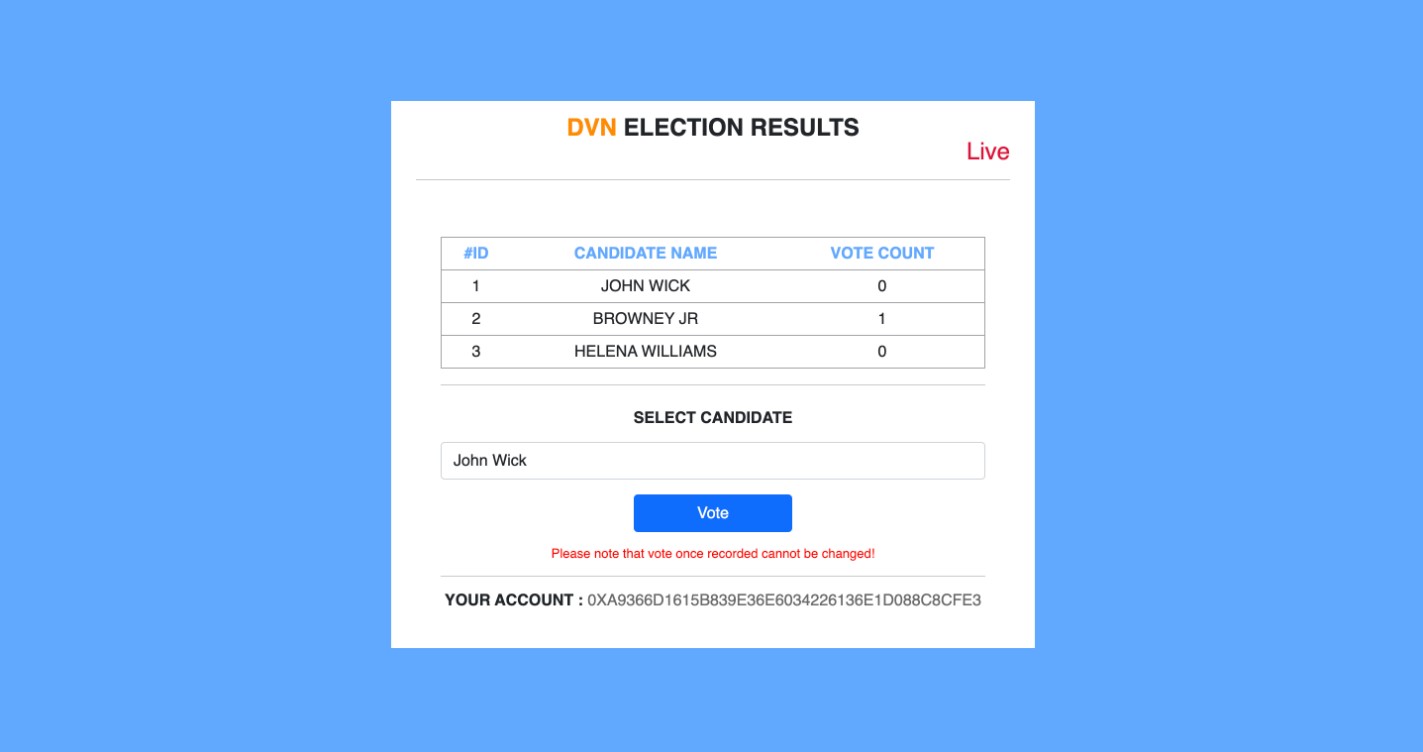 DVN ELECTION RESULTS
Live
#ID CANDIDATE NAME VOTE COUNT
1 JOHN WICK 0
2 BROWNEY JR 1
3 HELENA WILLIAMS 0
SELECT CANDIDATE
John Wick
Vote
Please note that vote once recorded cannot be changed!
YOUR ACCOUNT : 0XA9366D1615B839E36E6034226136E1D088C8CFE3